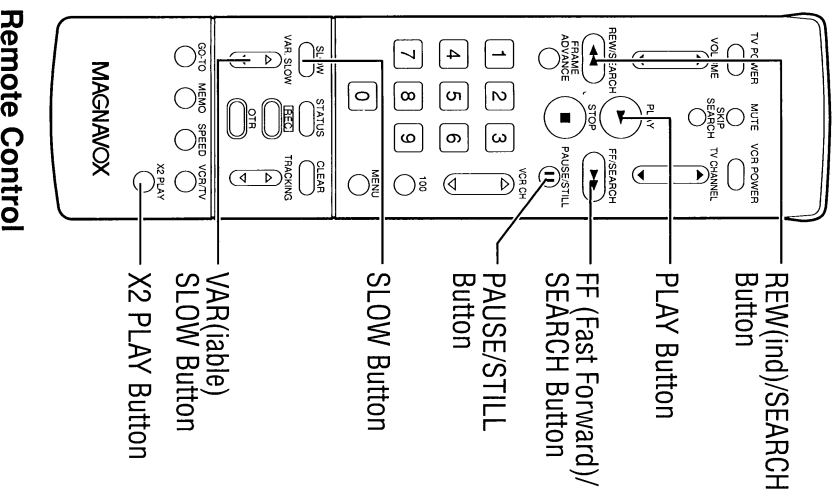 Remote Control
TV POWER
MUTE
VCR POWER
VOLUME
SKIP
SEARCH
TV CHANNEL
REW/SEARCH
PLAY
FF/SEARCH
FRAME
ADVANCE
STOP
PAUSE/STILL
1
2
3
VCR CH
4
5
6
7
8
9
100
0
MENU
SLOW
STATUS
CLEAR
VAR. SLOW
REC
TRACKING
OTR
GO-TO
MEMO
SPEED
VCR/TV
X2 PLAY
MAGNAVOX
REW(ind)/SEARCH
Button
PLAY Button
FF (Fast Forward)/
SEARCH Button
PAUSE/STILL
Button
SLOW Button
VAR(iable)
SLOW Button
X2 PLAY Button